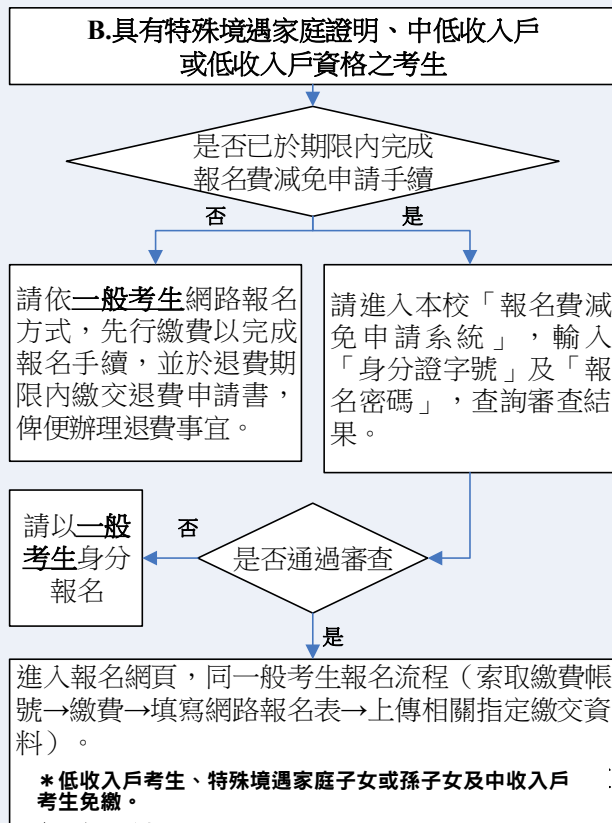 B.具有特殊境遇家庭證明、中低收入戶
或低收入戶資格之考生
是否已於期限內完成
報名費減免申請手續
否
是
請依一般考生網路報名
方式，先行繳費以完成
報名手續，並於退費期
限內繳交退費申請書，
俾便辦理退費事宜。
請進入本校「報名費減
免申請系統」，輸入
「身分證字號」及「報
名密碼」，查詢審查結
果。
請以一般
考生身分
報名
否
是否通過審查
是
進入報名網頁，同一般考生報名流程（索取繳費帳
號→繳費→填寫網路報名表→上傳相關指定繳交資
料）。
＊低收入戶考生、特殊境遇家庭子女或孫子女及中收入戶
考生免繳。